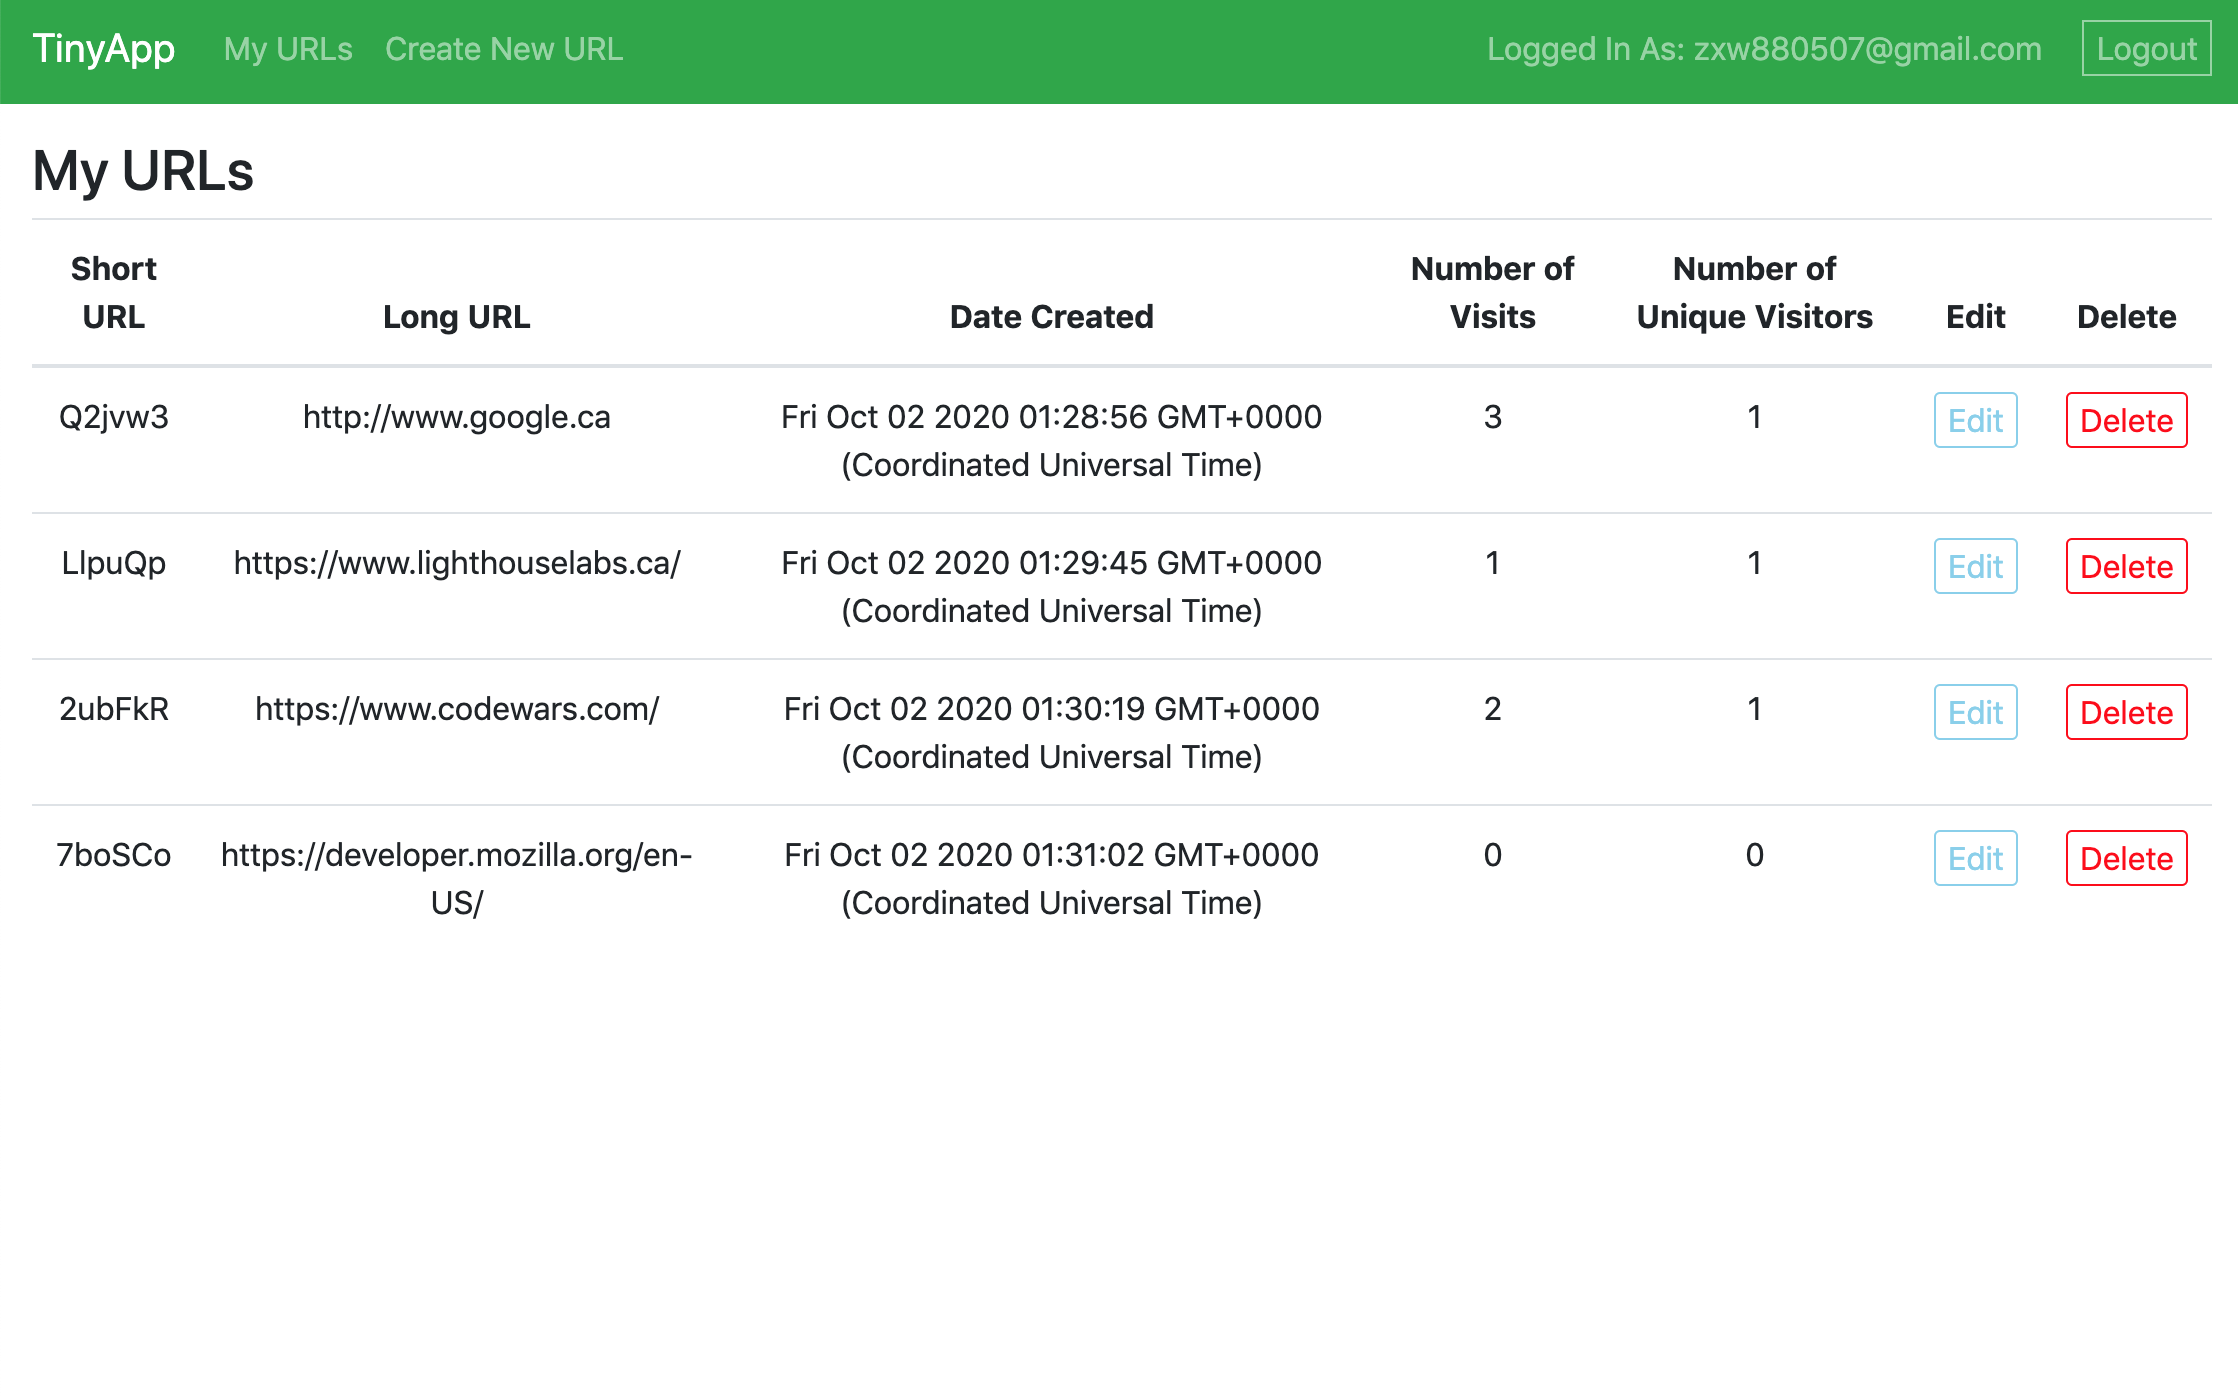 TinyApp My URLs Create New URL Logged In As: zxw880507@gmail.com Logout
My URLs
Short URL Long URL Date Created Number of Visits Number of Unique Visitors Edit Delete
Q2jvw3 http://www.google.ca Fri Oct 02 2020 01:28:56 GMT+0000 3 1 Edit Delete
(Coordinated Universal Time)
LlpuQp https://www.lighthouselabs.ca/ Fri Oct 02 2020 01:29:45 GMT+0000 1 1 Edit Delete
(Coordinated Universal Time)
2ubFkR https://www.codewars.com/ Fri Oct 02 2020 01:30:19 GMT+0000 2 1 Edit Delete
(Coordinated Universal Time)
7boSCo https://developer.mozilla.org/en- Fri Oct 02 2020 01:31:02 GMT+0000 0 0 Edit Delete
US/ (Coordinated Universal Time)